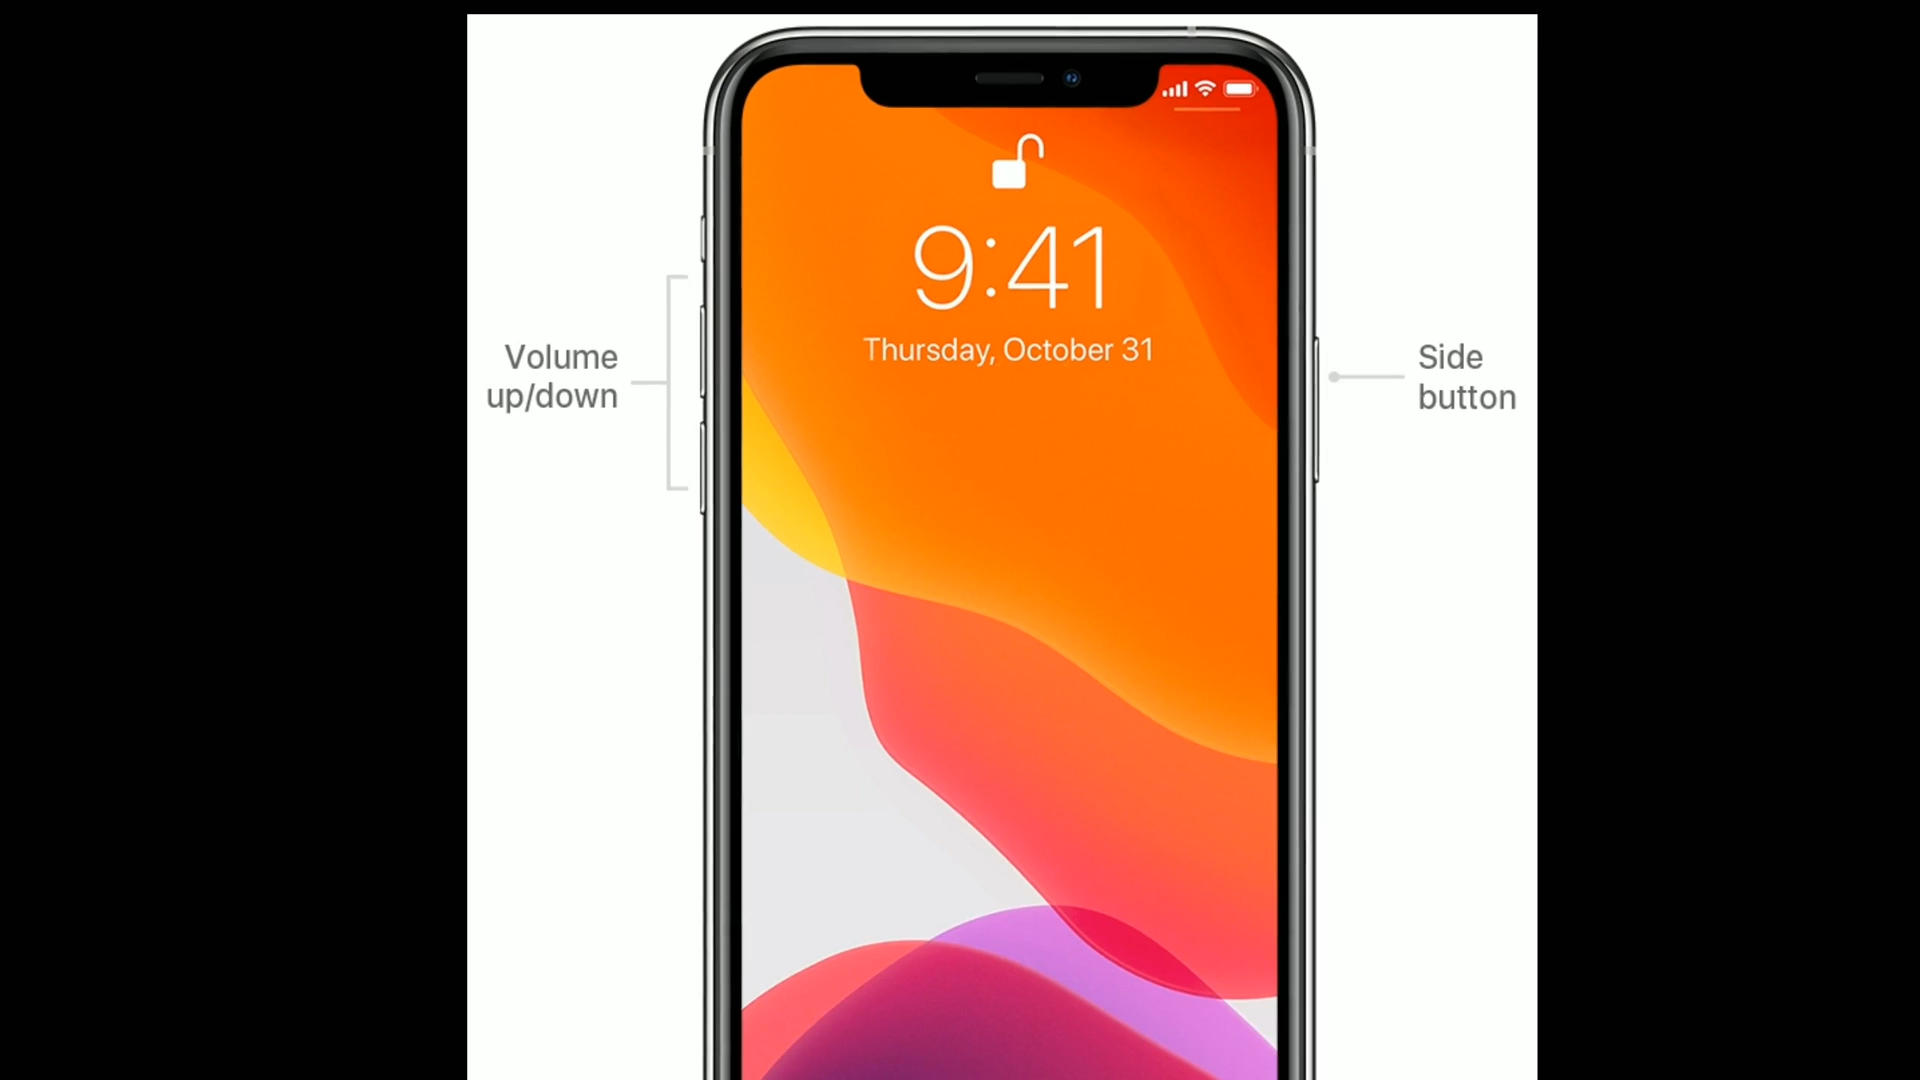 9:41
Thursday, October 31
Volume
up/down
Side
button